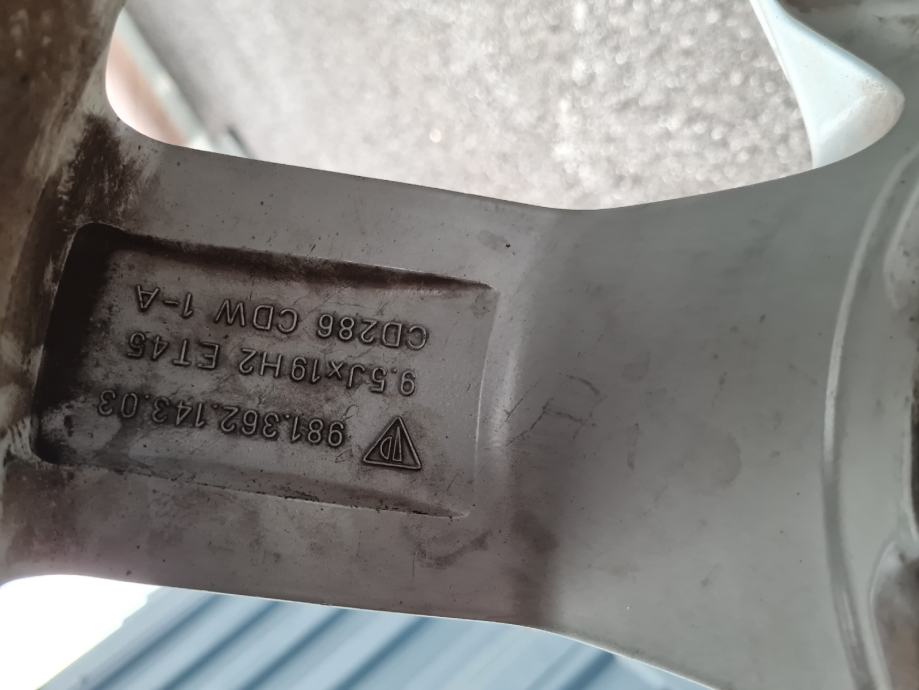 981.362.143.03
9.5Jx19H2 ET45
CD286 CDW 1-A